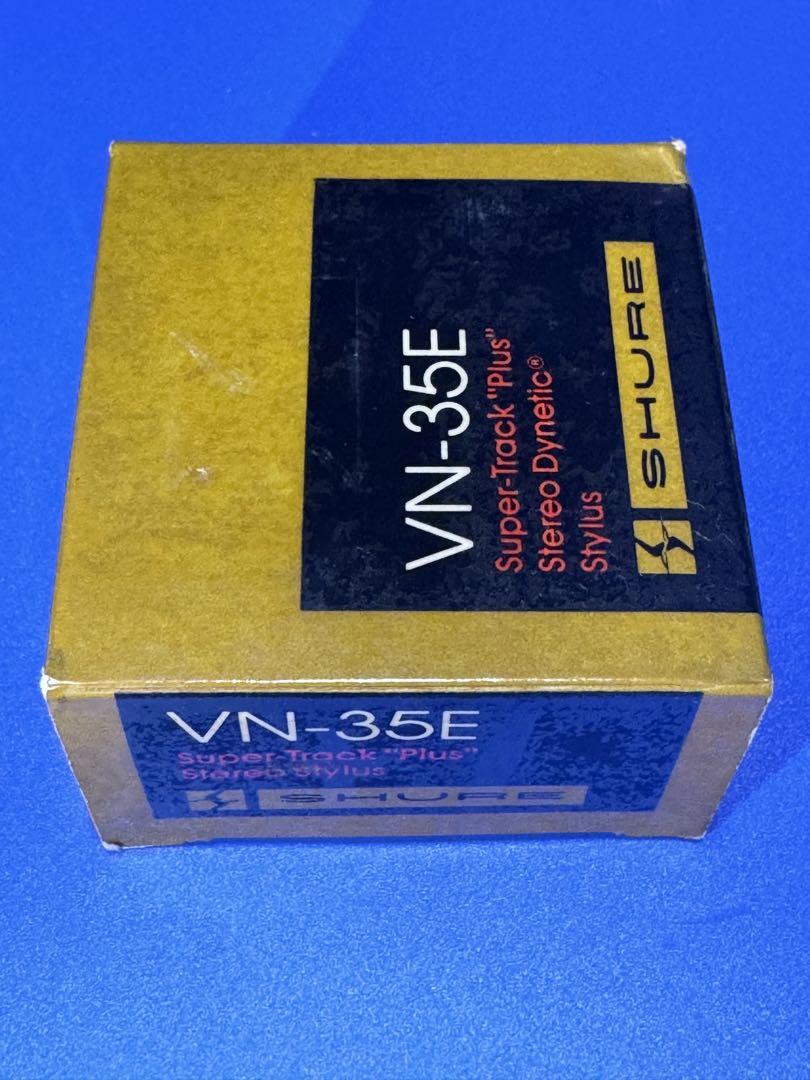 VN-35E
Super-Track "Plus"
Stereo Dynetic®
Stylus
SHURE
VN-35E
Super-Track "Plus"
Stereo Stylus
SHURE